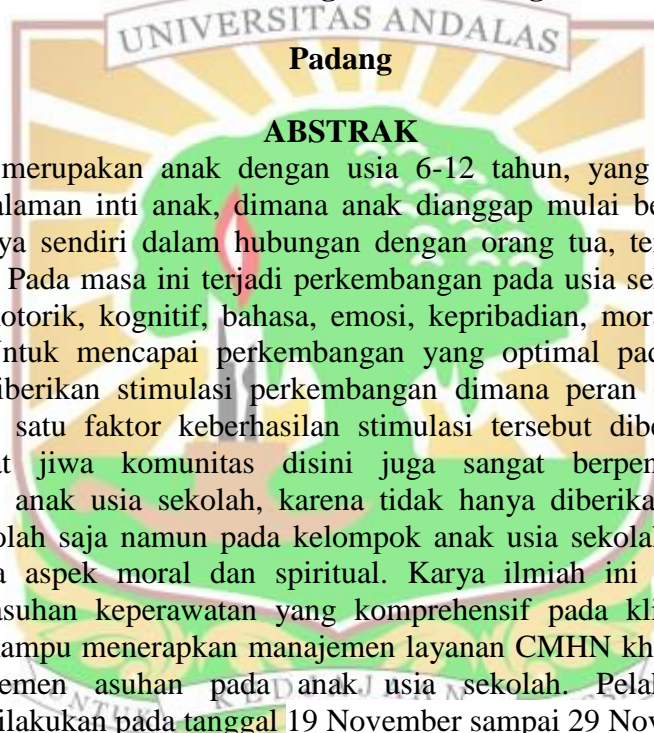 UNIVERSITAS ANDALAS
Padang
ABSTRAK
merupakan anak dengan usia 6-12 tahun, yang
alaman inti anak, dimana anak dianggap mulai be
ya sendiri dalam hubungan dengan orang tua, te
Pada masa ini terjadi perkembangan pada usia se
otorik, kognitif, bahasa, emosi, kepribadian, mora
ntuk mencapai perkembangan yang optimal pad
iberikan stimulasi perkembangan dimana peran
satu faktor keberhasilan stimulasi tersebut dibe
at jiwa komunitas disini juga sangat berpen
anak usia sekolah, karena tidak hanya diberika
olah saja namun pada kelompok anak usia sekola
a aspek moral dan spiritual. Karya ilmiah ini
asuhan keperawatan yang komprehensif pada kli
ampu menerapkan manajemen layanan CMHN kh
emen asuhan pada anak usia sekolah. Pela
ilakukan pada tanggal 19 November sampai 29 Nov